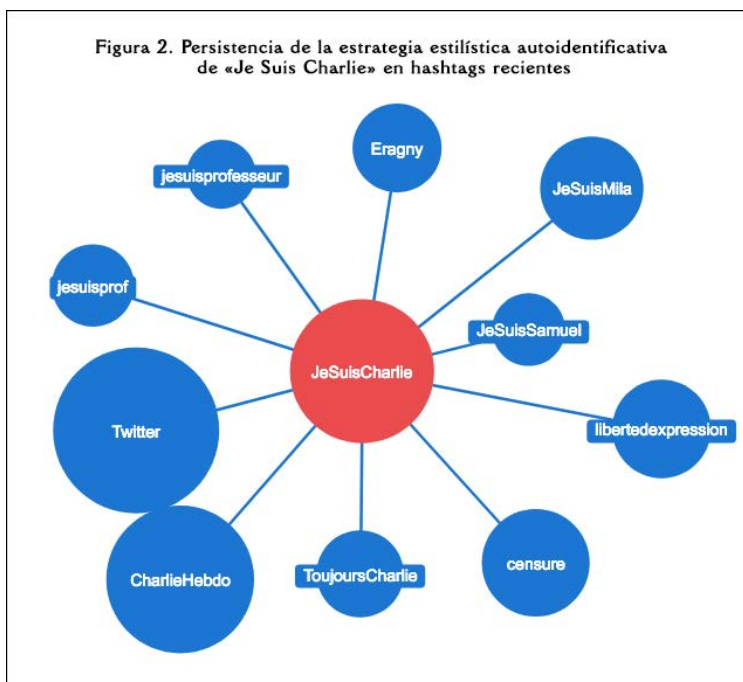 Figura 2. Persistencia de la estrategia estilística autoidentificativa
de «Je Suis Charlie» en hashtags recientes
Eragny
jesuisprofesseur
JeSuisMila
jesuisprof
JeSuisSamuel
JeSuisCharlie
Twitter
libertedexpression
CharlieHebdo
ToujoursCharlie
censure